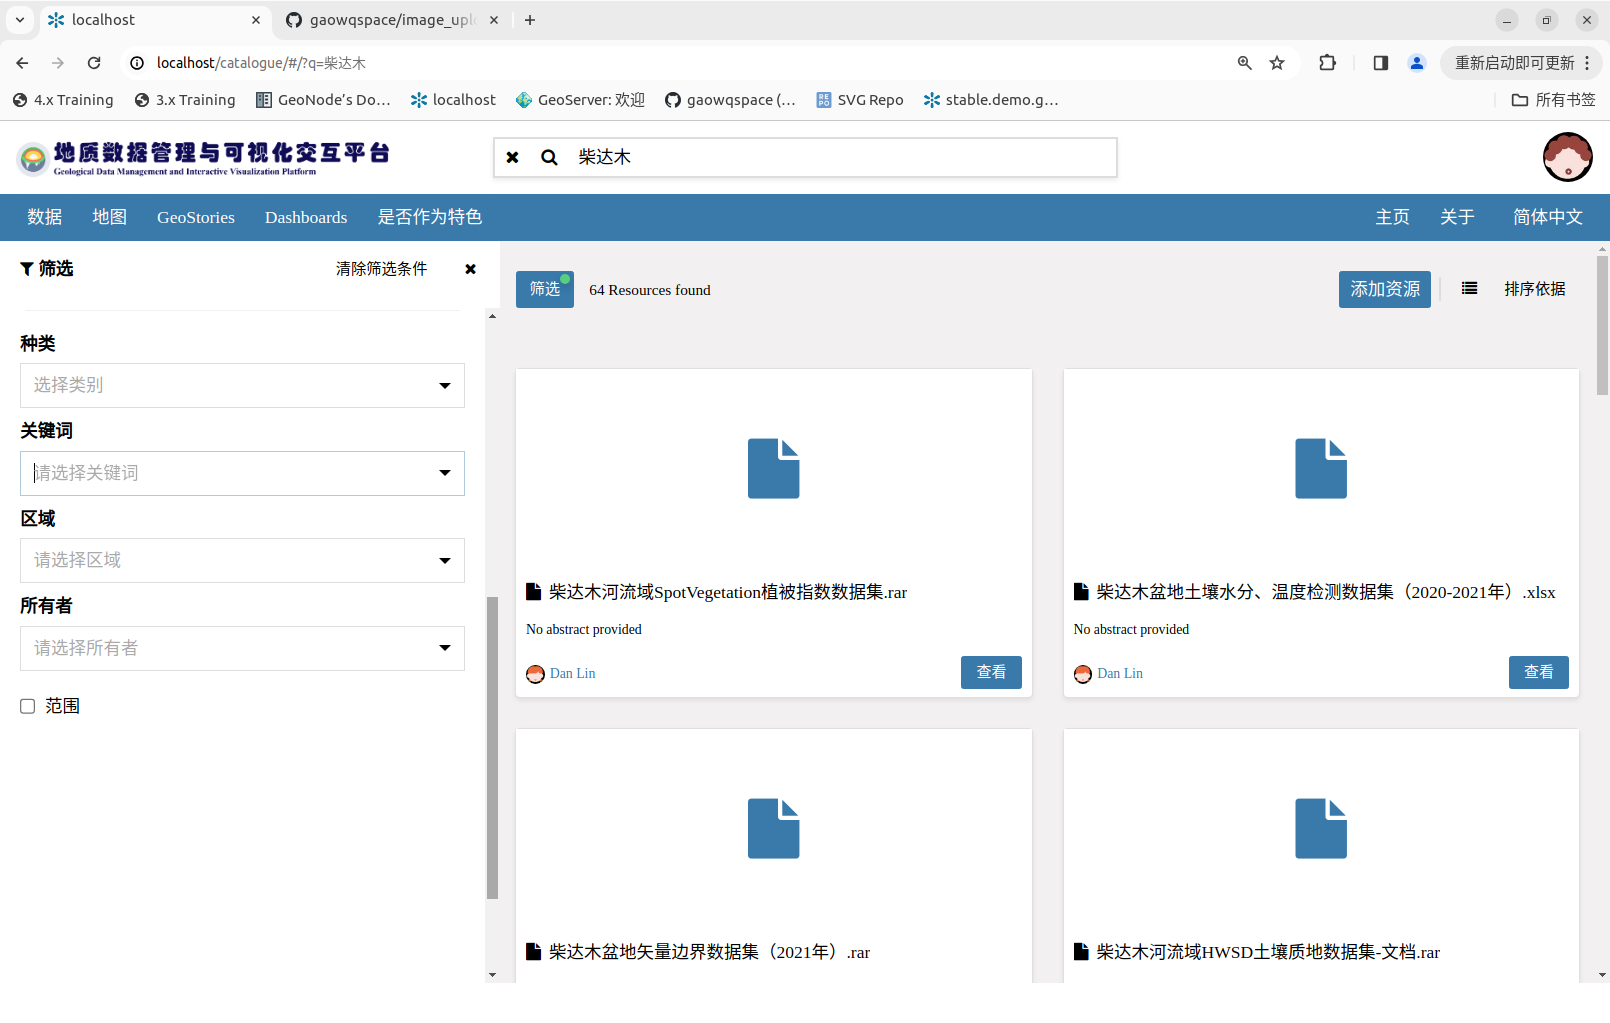 localhost
gaowqspace/image_uplo
localhost/catalogue/#/?q=柴达木
重新启动即可更新
4.x Training
3.x Training
GeoNode’s Do…
localhost
GeoServer: 欢迎
gaowqspace (…
SVG Repo
stable.demo.g…
所有书签
地质数据管理与可视化交互平台
Geological Data Management and Interactive Visualization Platform
柴达木
数据
地图
GeoStories
Dashboards
是否作为特色
主页
关于
简体中文
筛选
清除筛选条件
种类
选择类别
关键词
请选择关键词
区域
请选择区域
所有者
请选择所有者
范围
筛选
64 Resources found
添加资源
排序依据
柴达木河流域SpotVegetation植被指数数据集.rar
No abstract provided
Dan Lin
查看
柴达木盆地土壤水分、温度检测数据集（2020-2021年）.xlsx
No abstract provided
Dan Lin
查看
柴达木盆地矢量边界数据集（2021年）.rar
柴达木河流域HWSD土壤质地数据集-文档.rar